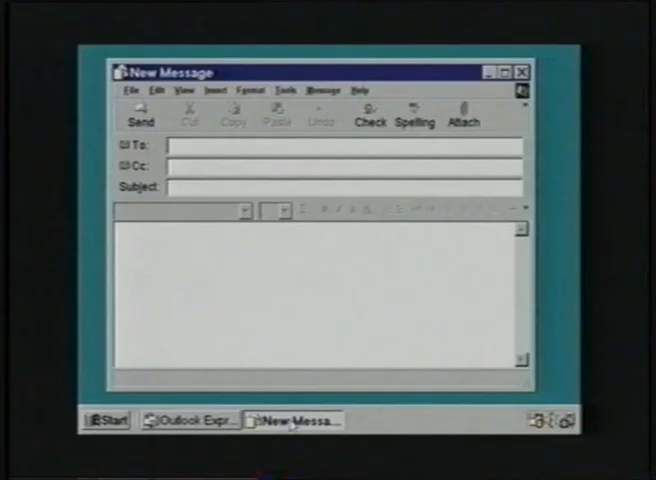 New Message
File Edit View Insert Format Tools Message Help
Send Cut Copy Paste Undo Check Spelling Attach
To:
Cc:
Subject:
Start Outlook Expr... New Messa...